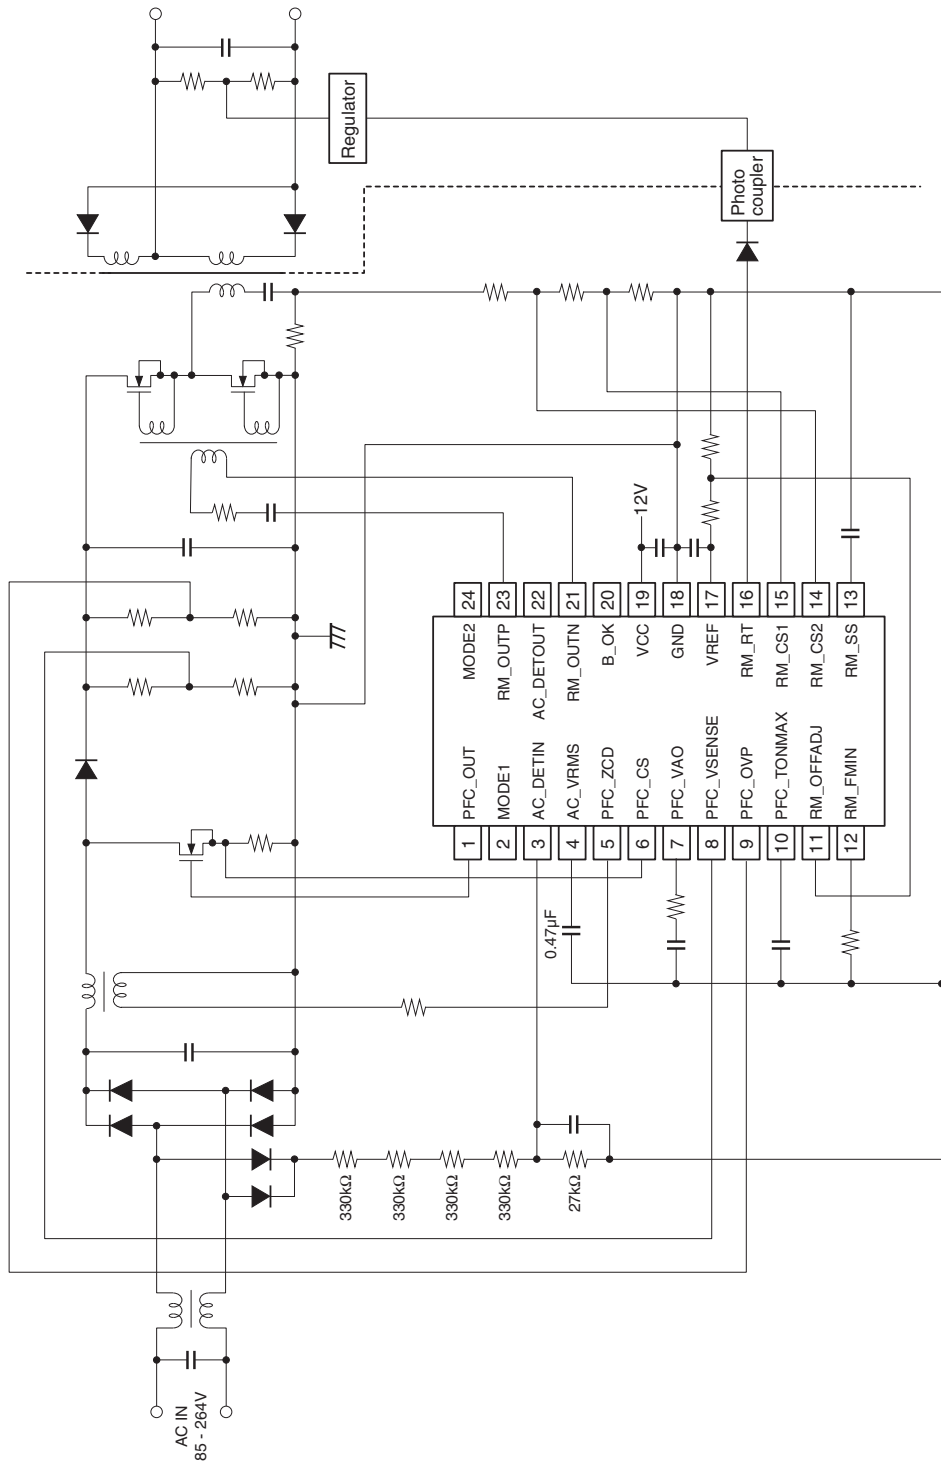 Regulator
Photo
coupler
12V
24
23
22
21
20
19
18
17
16
15
14
13
MODE2
RM_OUTP
AC_DETOUT
RM_OUTN
B_OK
VCC
GND
VREF
RM_RT
RM_CS1
RM_CS2
RM_SS
PFC_OUT
MODE1
AC_DETIN
AC_VRMS
PFC_ZCD
PFC_CS
PFC_VAO
PFC_VSENSE
PFC_OVP
PFC_TONMAX
RM_OFFADJ
RM_FMIN
1
2
3
4
5
6
7
8
9
10
11
12
0.47μF
330kΩ
330kΩ
330kΩ
330kΩ
27kΩ
AC IN
85 - 264V